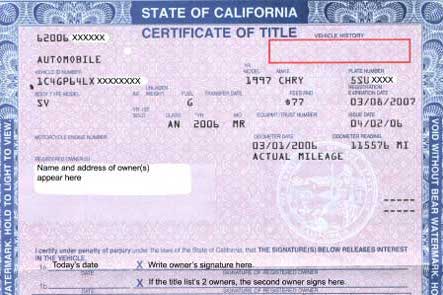 STATE OF CALIFORNIA
CERTIFICATE OF TITLE
62006 XXXXXX
VEHICLE HISTORY
AUTOMOBILE
VEHICLE ID NUMBER
YR. MODEL
MAKE
PLATE NUMBER
1C4GP64LX XXXXXXXX
1997 CHRY
5SU XXXX
BODY TYPE MODEL
UNLADEN WEIGHT
FUEL
TRANSFER DATE
FEES PAID
REGISTRATION EXPIRATION DATE
SV
G
$77
03/06/2007
YR. 1ST SOLD
CLASS
YR.
MO
EQUIPMT./TRUST NUMBER
ISSUE DATE
AN 2006 MR
04/02/06
MOTORCYCLE ENGINE NUMBER
ODOMETER DATE
ODOMETER READING
03/01/2006
115576 MI
REGISTERED OWNER(S)
ACTUAL MILEAGE
Name and address of owner(s)
appear here
I certify under penalty of perjury under the laws of the State of California, that THE SIGNATURE(S) BELOW RELEASES INTEREST
IN THE VEHICLE.
1a. Today's date X Write owner's signature here.
DATE
SIGNATURE OF REGISTERED OWNER
1b. X If the title list's 2 owners, the second owner signs here.
DATE
SIGNATURE OF REGISTERED OWNER
WATERMARK. HOLD TO LIGHT TO VIEW.
VOID WITHOUT BEAR WATERMARK. HOLD